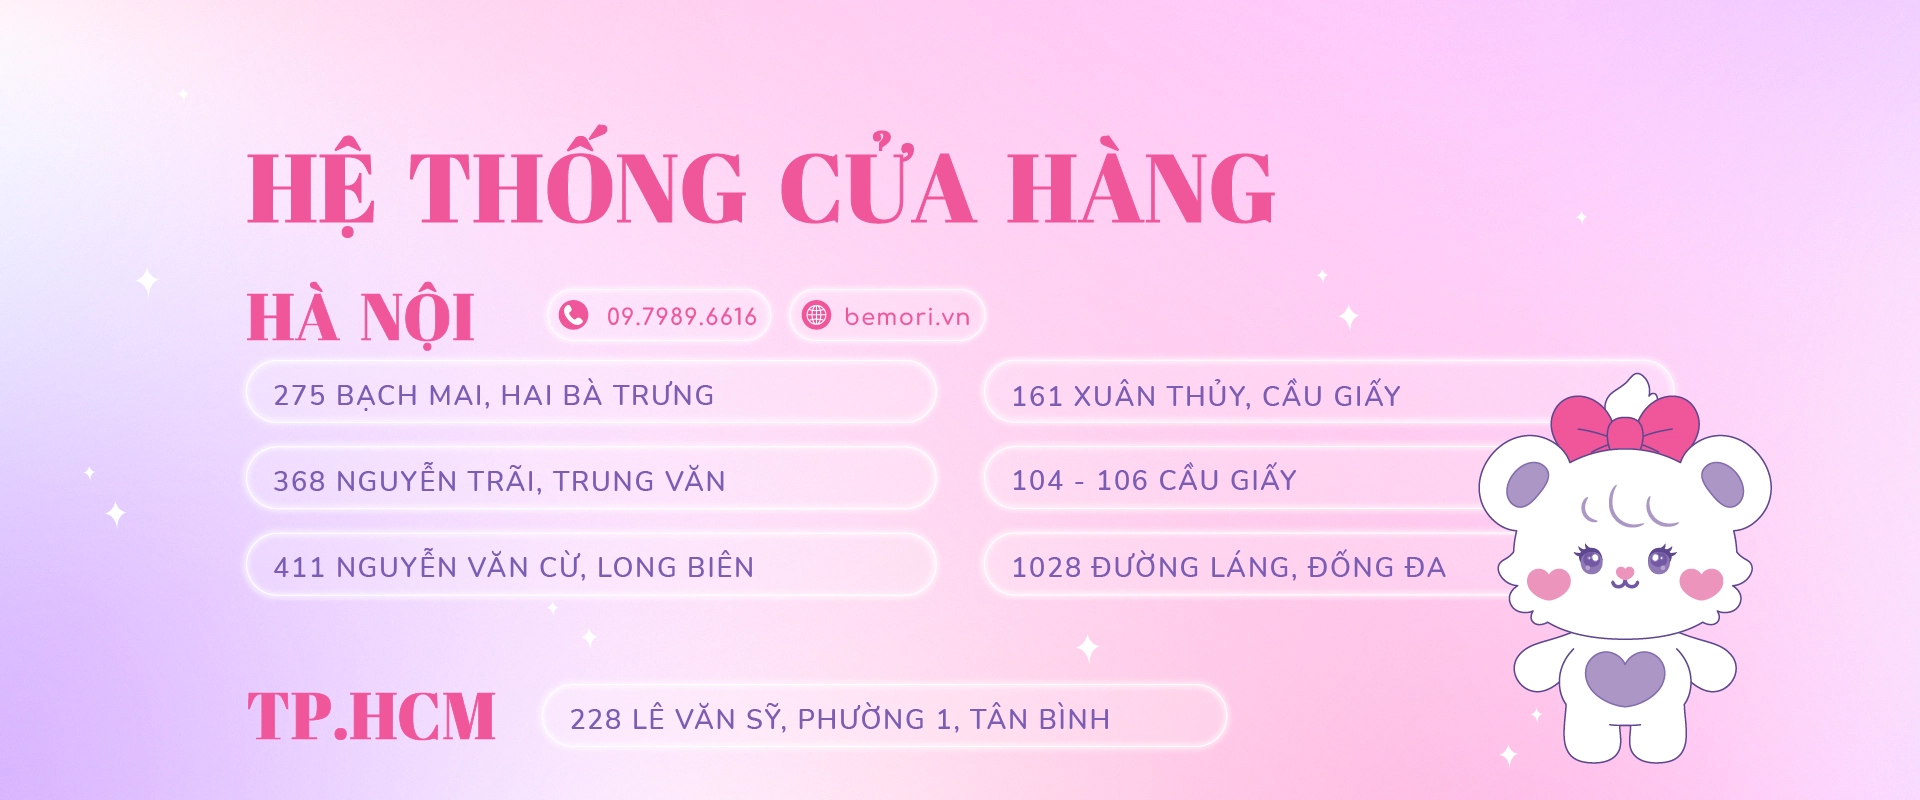 HỆ THỐNG CỬA HÀNG
HÀ NỘI
09.7989.6616
bemori.vn
275 BẠCH MAI, HAI BÀ TRƯNG
161 XUÂN THỦY, CẦU GIẤY
368 NGUYỄN TRÃI, TRUNG VĂN
104 - 106 CẦU GIẤY
411 NGUYỄN VĂN CỪ, LONG BIÊN
1028 ĐƯỜNG LÁNG, ĐỐNG ĐA
TP.HCM
228 LÊ VĂN SỸ, PHƯỜNG 1, TÂN BÌNH